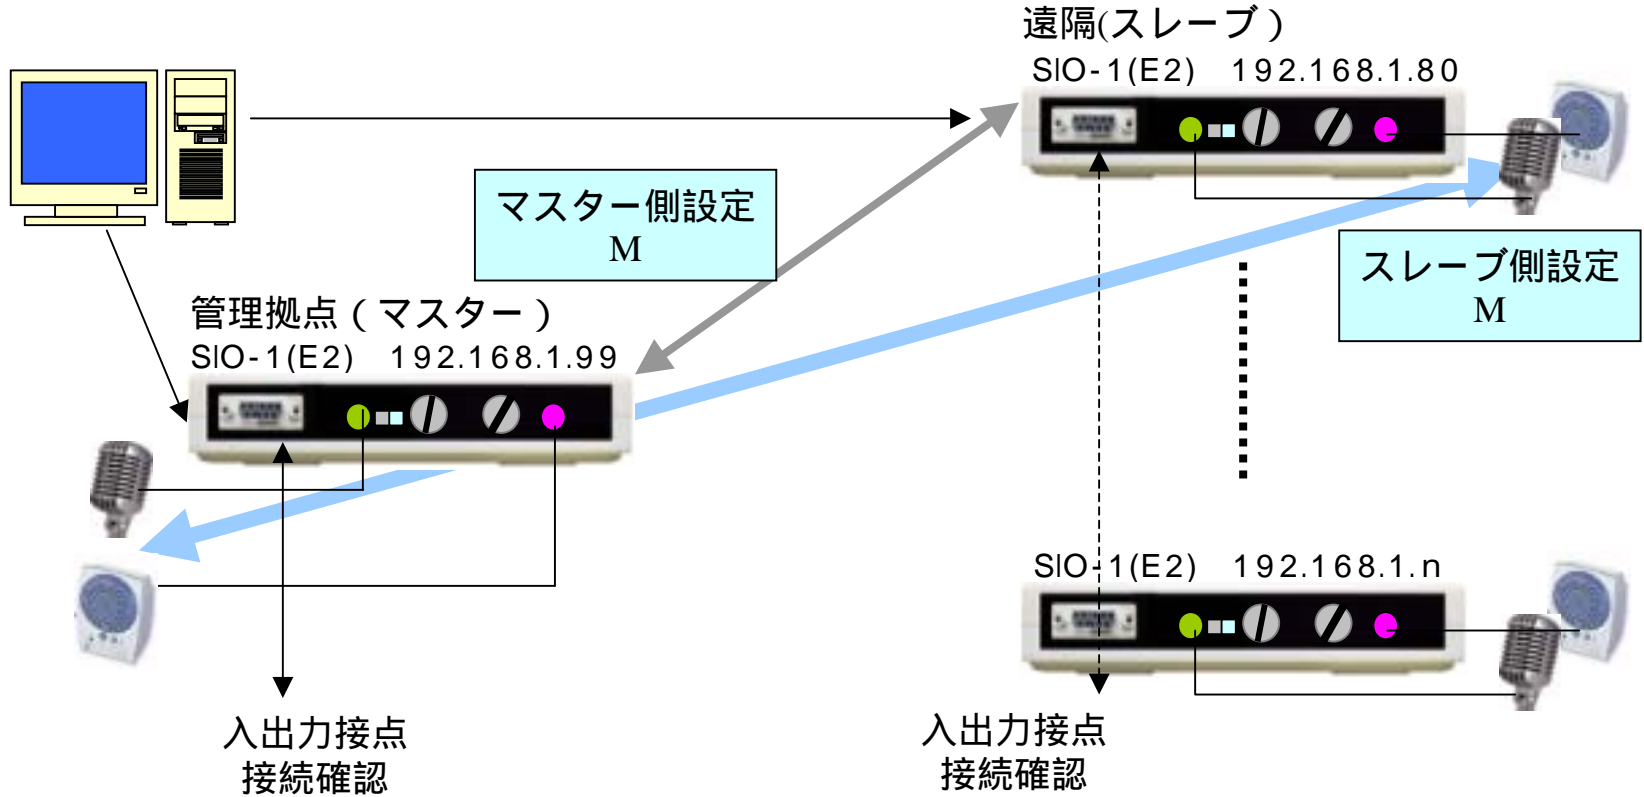 遠隔(スレーブ)
SIO-1(E2) 192.168.1.80
マスター側設定
M
スレーブ側設定
M
管理拠点(マスター)
SIO-1(E2) 192.168.1.99
SIO-1(E2) 192.168.1.n
入出力接点
接続確認
入出力接点
接続確認